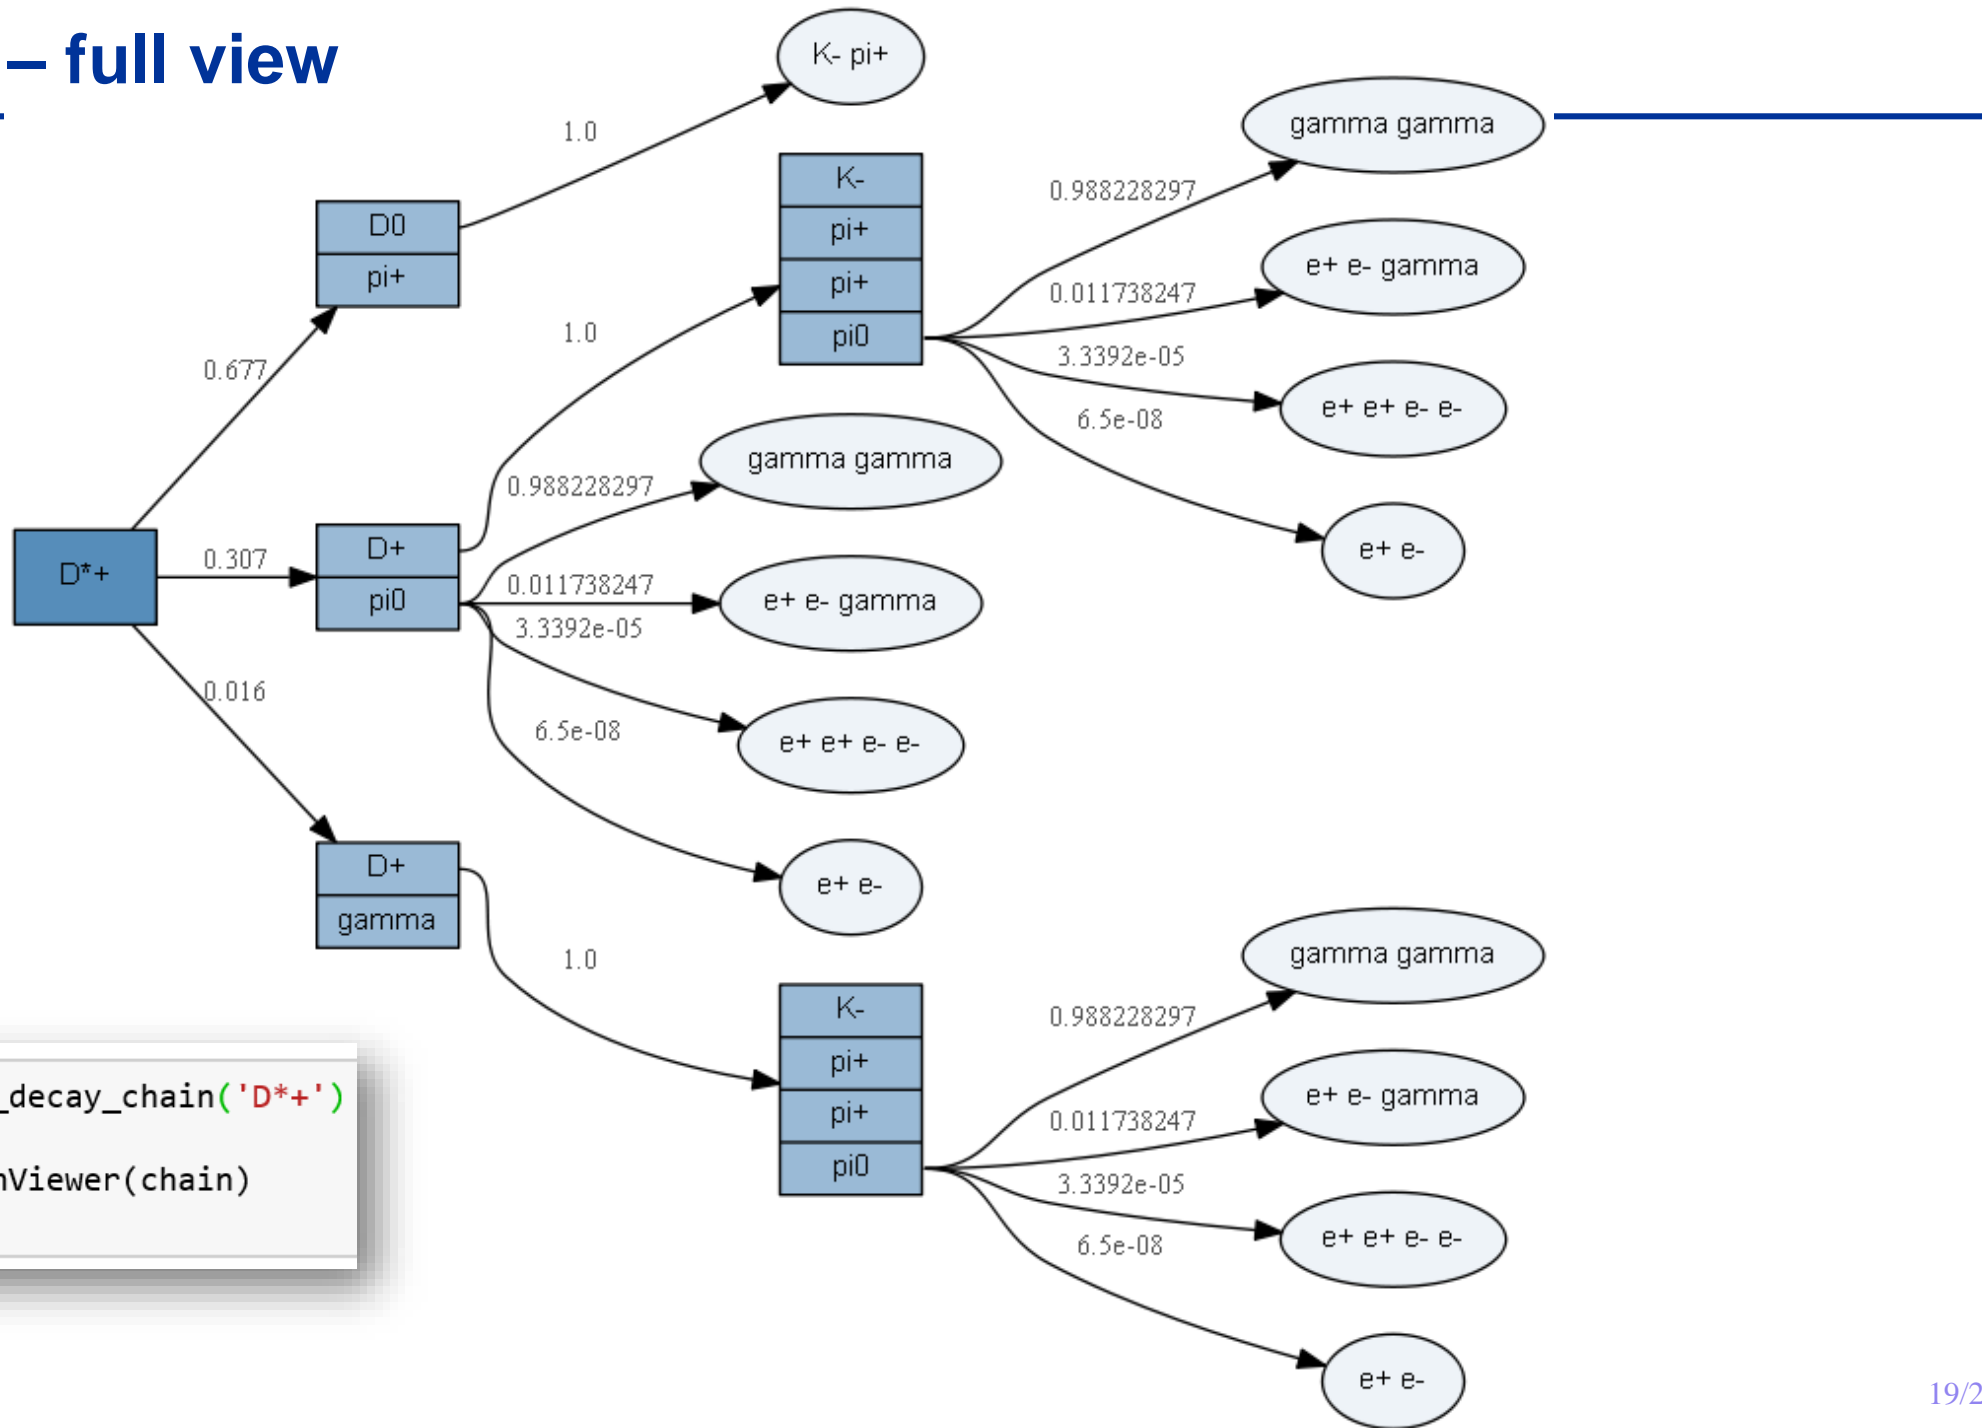 – full view
K- pi+
1.0
gamma gamma
K-
pi+
pi+
pi0
0.988228297
D0
pi+
e+ e- gamma
0.011738247
1.0
3.3392e-05
0.677
e+ e+ e- e-
6.5e-08
gamma gamma
0.988228297
e+ e-
D+
pi0
0.307
D*+
0.011738247
e+ e- gamma
3.3392e-05
0.016
6.5e-08
e+ e+ e- e-
D+
gamma
e+ e-
1.0
gamma gamma
K-
pi+
pi+
pi0
0.988228297
_decay_chain('D*+')
e+ e- gamma
0.011738247
nViewer(chain)
3.3392e-05
e+ e+ e- e-
6.5e-08
e+ e-
19/2